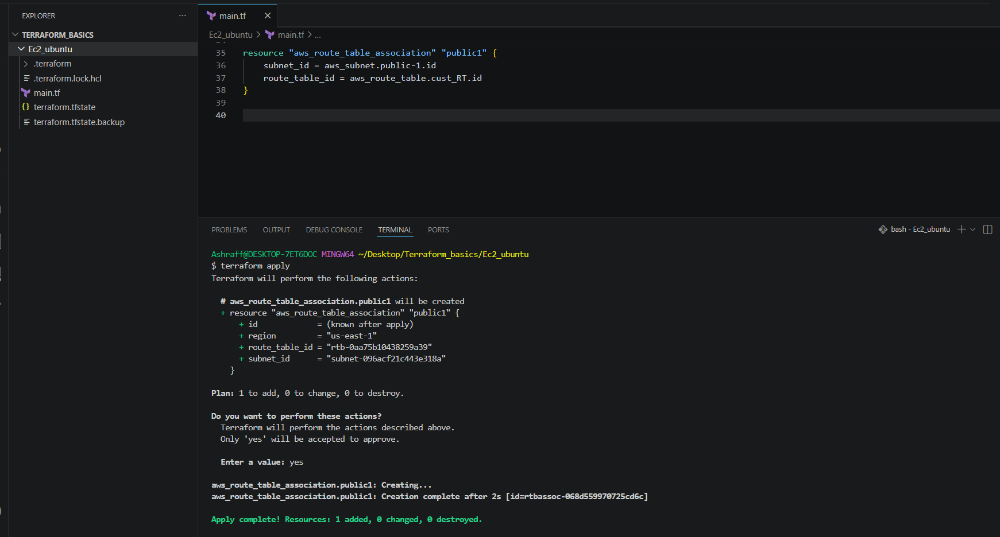 EXPLORER
TERRAFORM_BASICS
Ec2_ubuntu
.terraform
.terraform.lock.hcl
main.tf
terraform.tfstate
terraform.tfstate.backup
main.tf
Ec2_ubuntu > main.tf > ...
35 resource "aws_route_table_association" "public1" {
36     subnet_id = aws_subnet.public-1.id
37     route_table_id = aws_route_table.cust_RT.id
38 }
39
40
PROBLEMS OUTPUT DEBUG CONSOLE TERMINAL PORTS
bash - Ec2_ubuntu
Ashraff@DESKTOP-7ET6DOC MINGW64 ~/Desktop/Terraform_basics/Ec2_ubuntu
$ terraform apply
Terraform will perform the following actions:
  # aws_route_table_association.public1 will be created
  + resource "aws_route_table_association" "public1" {
      + id             = (known after apply)
      + region         = "us-east-1"
      + route_table_id = "rtb-0aa75b10438259a39"
      + subnet_id      = "subnet-096acf21c443e318a"
    }
Plan: 1 to add, 0 to change, 0 to destroy.
Do you want to perform these actions?
  Terraform will perform the actions described above.
  Only 'yes' will be accepted to approve.
  Enter a value: yes
aws_route_table_association.public1: Creating...
aws_route_table_association.public1: Creation complete after 2s [id=rtbassoc-068d559970725cd6c]
Apply complete! Resources: 1 added, 0 changed, 0 destroyed.